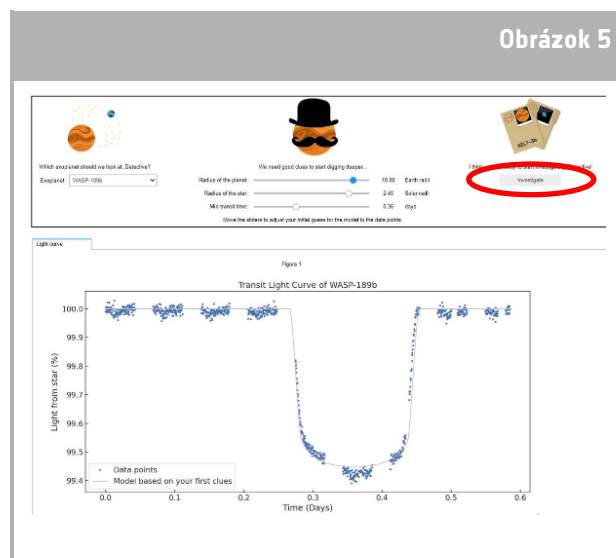 Obrázok 5
KELT-3b
Which exoplanet should we look at, Detective?
Exoplanet: WASP-189b
We need good clues to start digging deeper...
Radius of the planet: 18.00 Earth radii
Radius of the star: 2.40 Solar radii
Mid-transit time: 0.36 days
Move the sliders to adjust your initial guess for the model to the data points.
I think
Investigate
Light curve
Figure 1
Transit Light Curve of WASP-189b
Light from star (%)
100.0
99.9
99.8
99.7
99.6
99.5
99.4
Data points
Model based on your first clues
0.0 0.1 0.2 0.3 0.4 0.5 0.6
Time (Days)